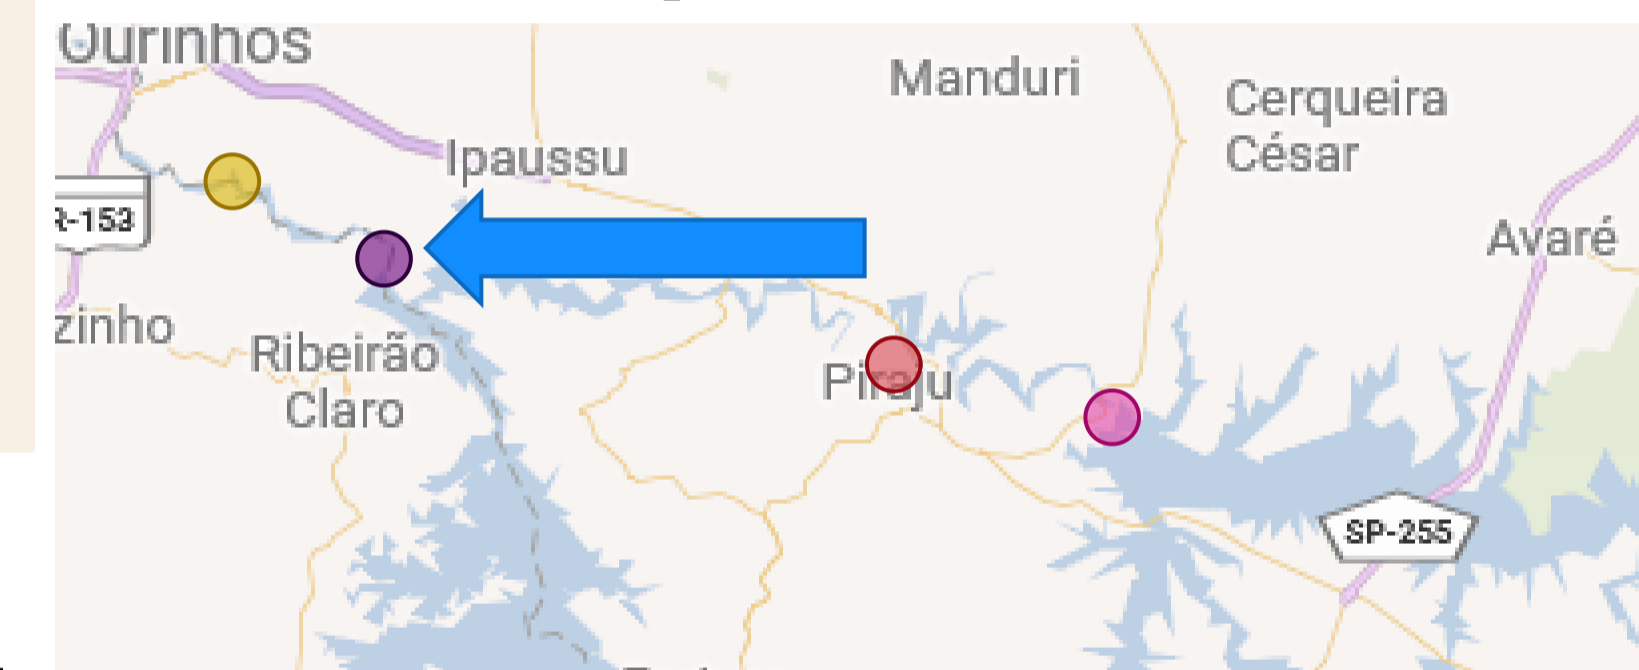 Ourinhos
Manduri
Cerqueira
César
Ipaussu
R-153
Avaré
zinho
Ribeirão
Claro
Piraju
SP-255